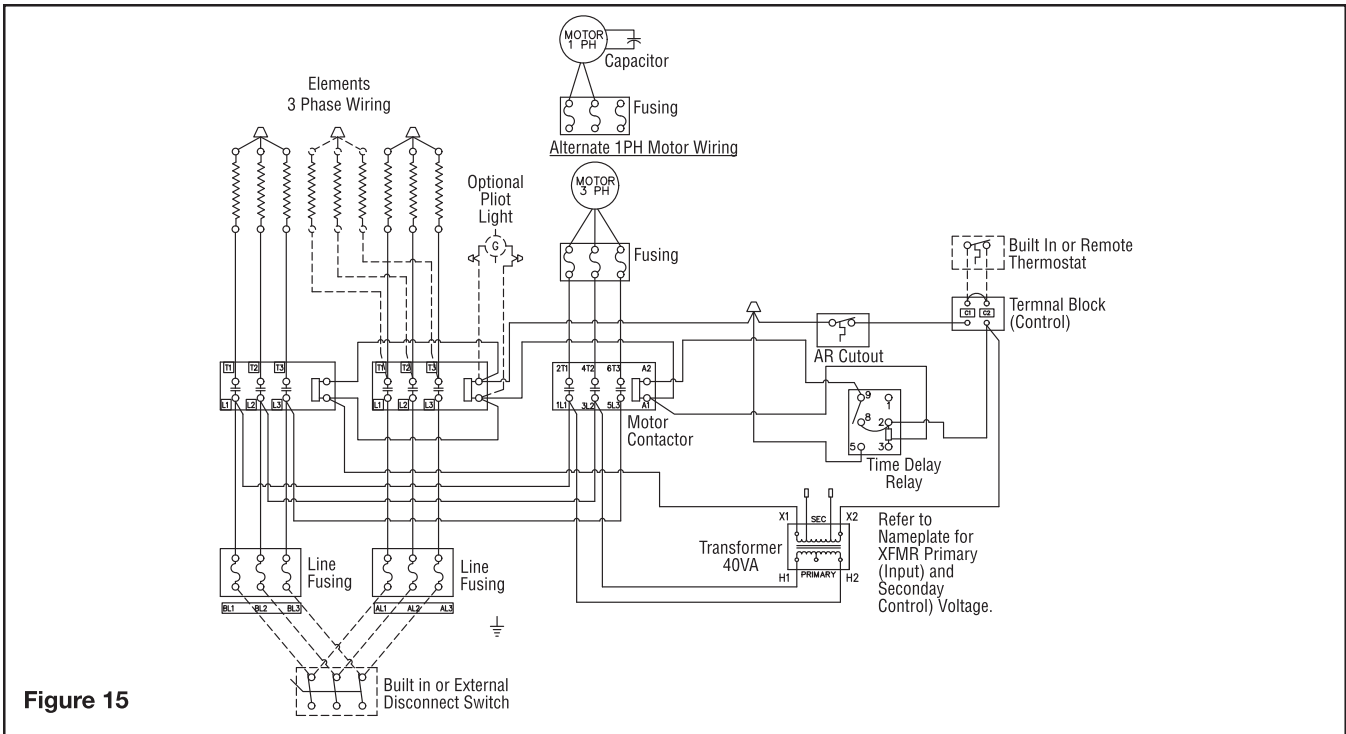 MOTOR
1 PH
Capacitor
Elements
3 Phase Wiring
Fusing
Alternate 1PH Motor Wiring
Optional
Pliot
Light
G
MOTOR
3 PH
Fusing
Built In or Remote
Thermostat
C1 C2
Termnal Block
(Control)
AR Cutout
T1 T2 T3
L1 L2 L3
T1 T2 T3
L1 L2 L3
2T1 4T2 6T3 A2
1L1 3L2 5L3 A1
Motor
Contactor
9 1
8 2
5 3
Time Delay
Relay
X1 SEC X2
Transformer
40VA
H1 PRIMARY H2
Refer to
Nameplate for
XFMR Primary
(Input) and
Seconday
Control) Voltage.
Line
Fusing
Line
Fusing
BL1 BL2 BL3
AL1 AL2 AL3
Built in or External
Disconnect Switch
Figure 15